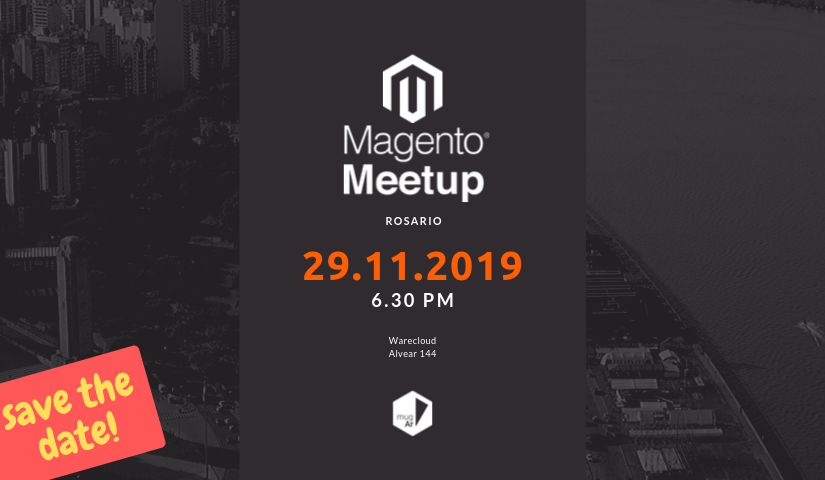 Magento®
Meetup
ROSARIO
29.11.2019
6.30 PM
Warecloud
Alvear 144
mug
Ar
save the
date!